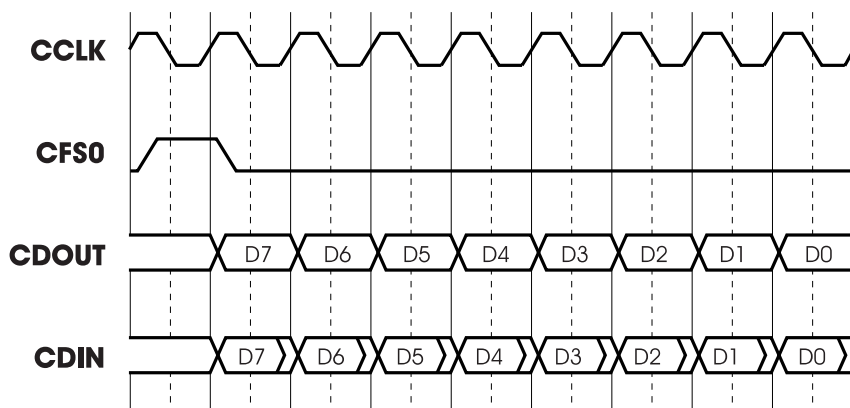 CCLK
CFS0
CDOUT D7 D6 D5 D4 D3 D2 D1 D0
CDIN D7 D6 D5 D4 D3 D2 D1 D0